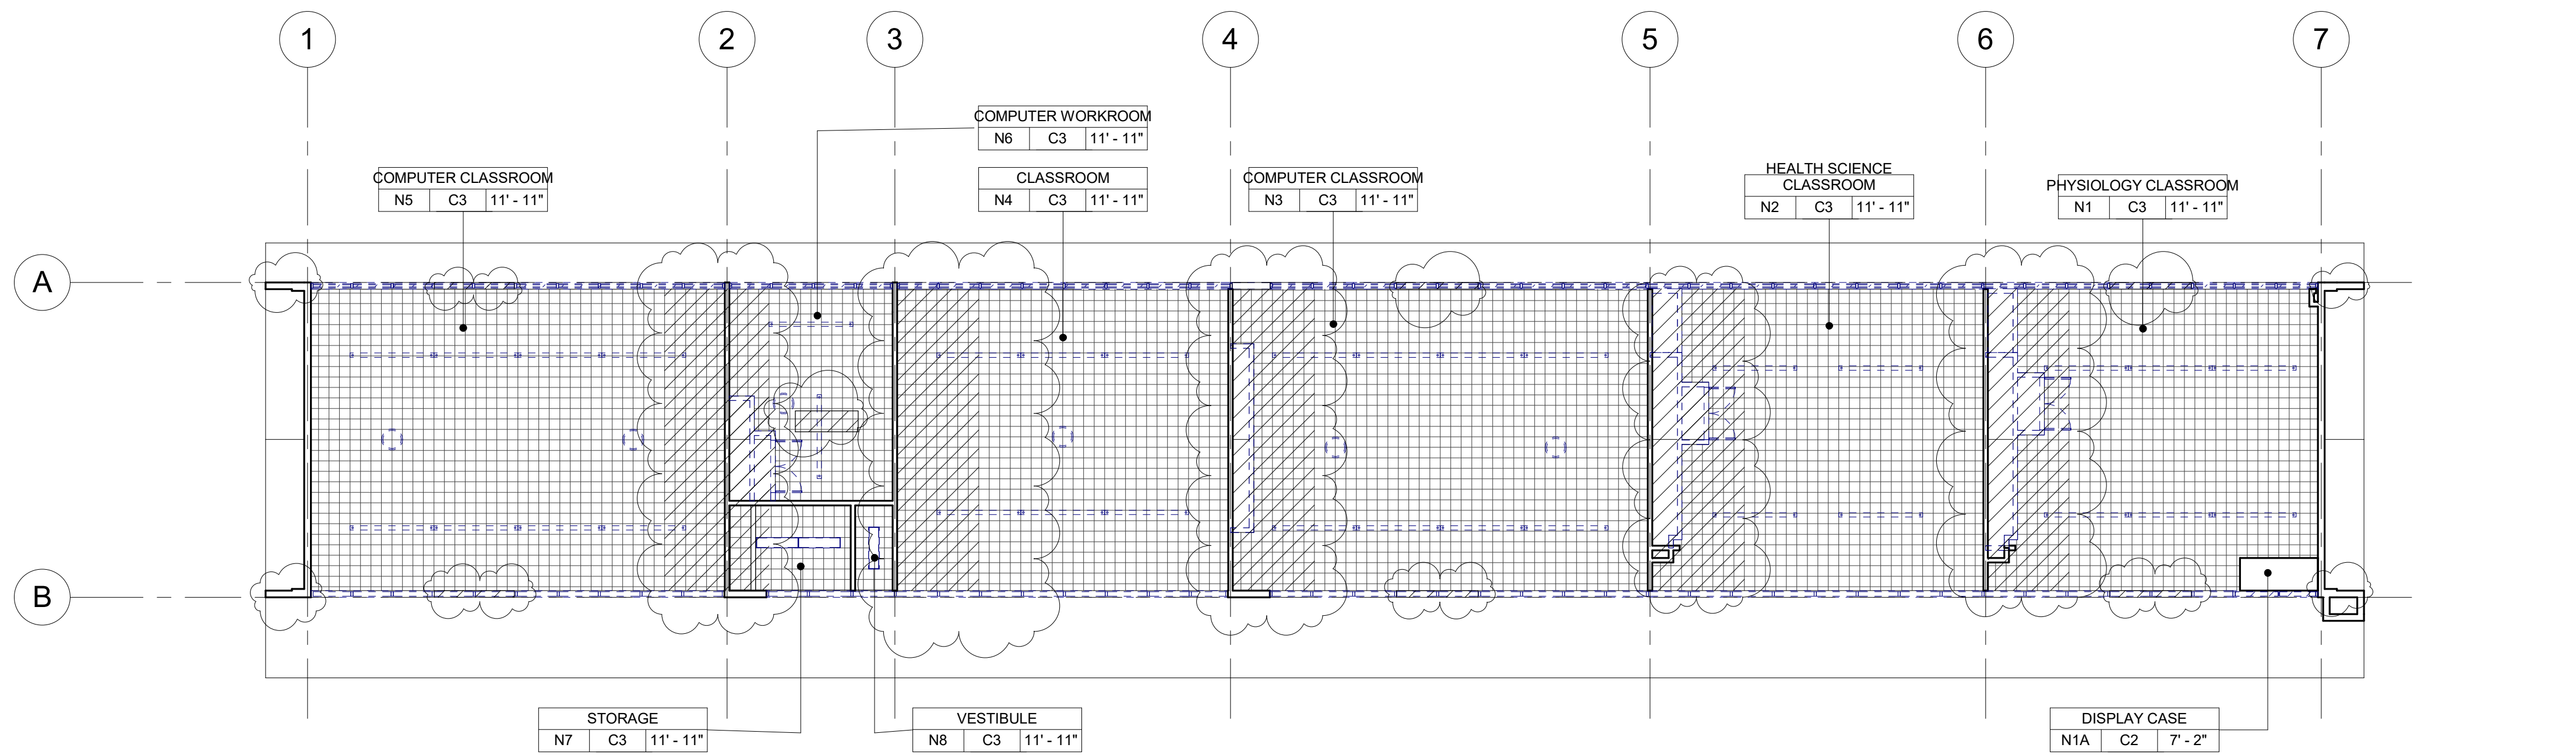 1 2 3 4 5 6 7
COMPUTER WORKROOM
N6 C3 11' - 11"
COMPUTER CLASSROOM
N5 C3 11' - 11"
CLASSROOM
N4 C3 11' - 11"
COMPUTER CLASSROOM
N3 C3 11' - 11"
HEALTH SCIENCE
CLASSROOM
N2 C3 11' - 11"
PHYSIOLOGY CLASSROOM
N1 C3 11' - 11"
A
B
STORAGE
N7 C3 11' - 11"
VESTIBULE
N8 C3 11' - 11"
DISPLAY CASE
N1A C2 7' - 2"